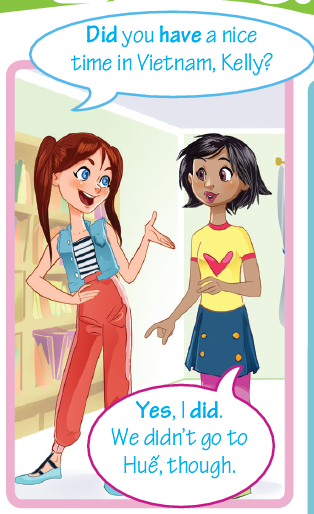 Did you have a nice
time in Vietnam, Kelly?
Yes, I did.
We didn't go to
Huế, though.